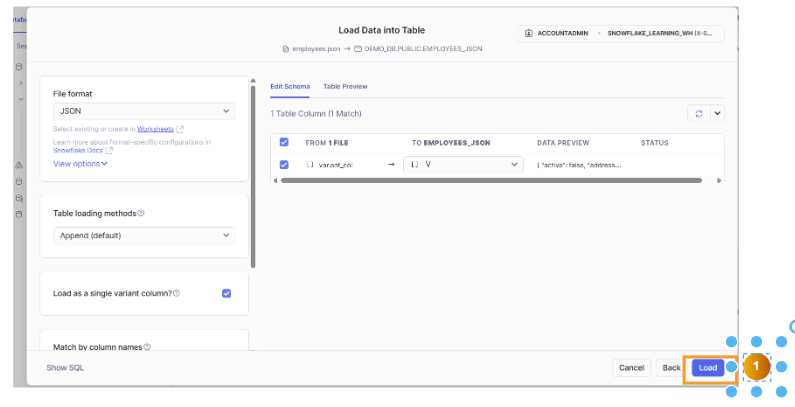 Load Data into Table
ACCOUNTADMIN · SNOWFLAKE_LEARNING_WH (X-S...
employees.json → DEMO_DB.PUBLIC.EMPLOYEES_JSON
File format
JSON
Select existing or create in Worksheets
Learn more about format-specific configurations in
Snowflake Docs
View options
Table loading methods
Append (default)
Load as a single variant column?
Match by column names
Edit Schema Table Preview
1 Table Column (1 Match)
FROM 1 FILE TO EMPLOYEES_JSON DATA PREVIEW STATUS
variant_col → V { "active": false, "address...
Show SQL Cancel Back Load 1